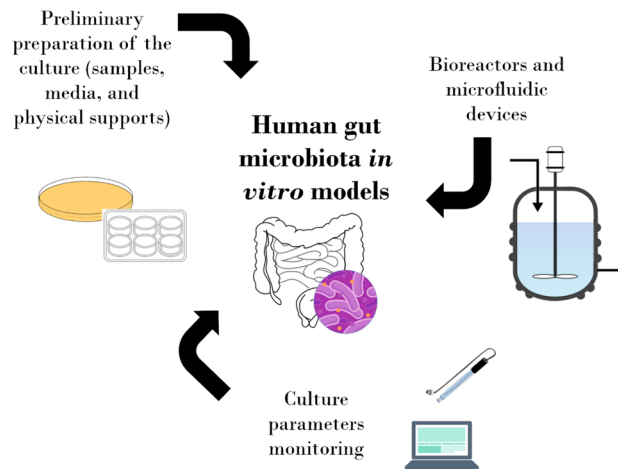 Preliminary
preparation of the
culture (samples,
media, and
physical supports)
Bioreactors and
microfluidic
devices
Human gut
microbiota in
vitro models
Culture
parameters
monitoring